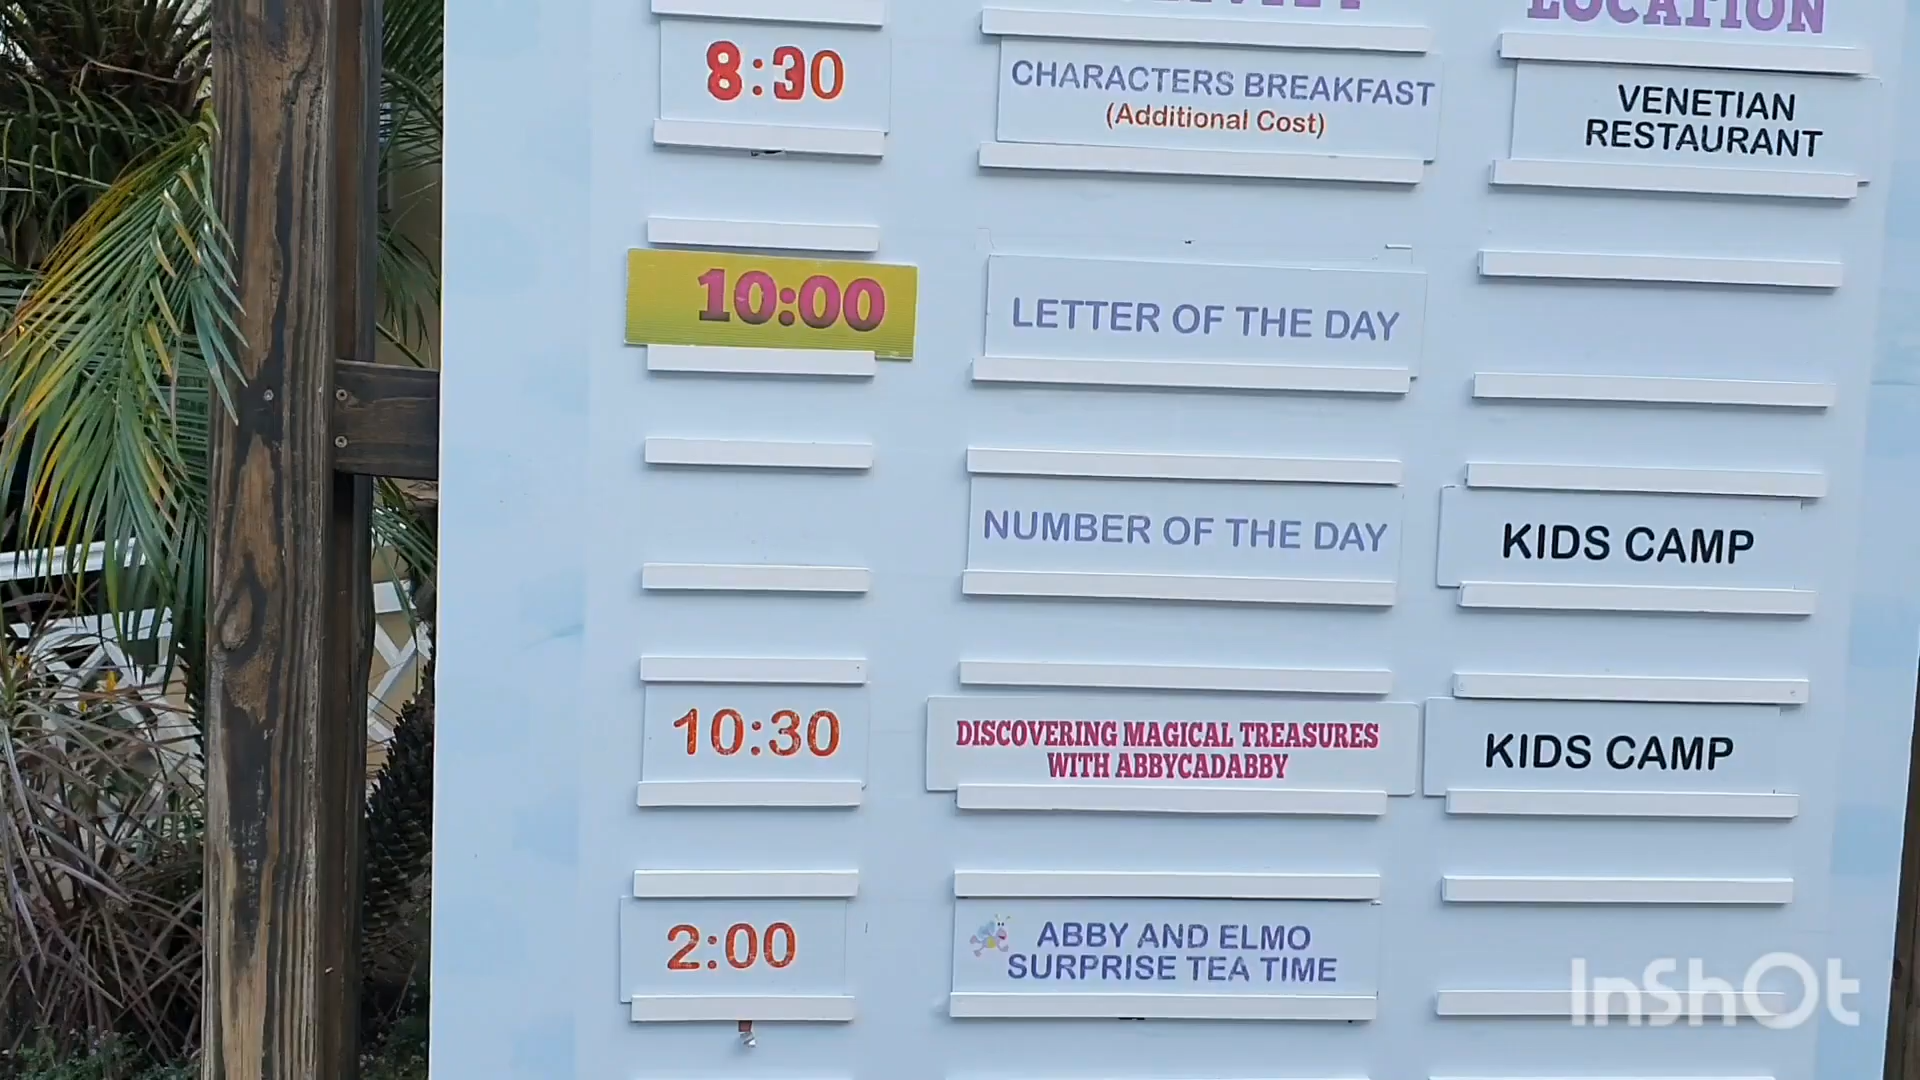 LOCATION
8:30
CHARACTERS BREAKFAST
(Additional Cost)
VENETIAN
RESTAURANT
10:00
LETTER OF THE DAY
NUMBER OF THE DAY
KIDS CAMP
10:30
DISCOVERING MAGICAL TREASURES
WITH ABBYCADABBY
KIDS CAMP
2:00
ABBY AND ELMO
SURPRISE TEA TIME
InShOt